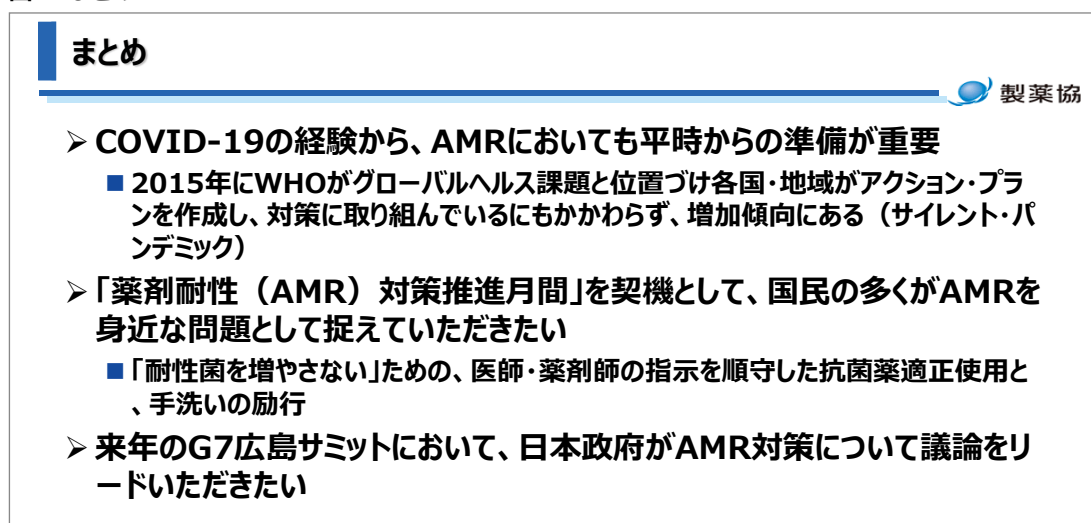 まとめ
製薬協
➢ COVID-19の経験から、AMRにおいても平時からの準備が重要
■ 2015年にWHOがグローバルヘルス課題と位置づけ各国・地域がアクション・プラ
ンを作成し、対策に取り組んでいるにもかかわらず、増加傾向にある（サイレント・パ
ンデミック）
➢ 「薬剤耐性（AMR）対策推進月間」を契機として、国民の多くがAMRを
身近な問題として捉えていただきたい
■ 「耐性菌を増やさない」ための、医師・薬剤師の指示を順守した抗菌薬適正使用と
、手洗いの励行
➢ 来年のG7広島サミットにおいて、日本政府がAMR対策について議論をリ
ードいただきたい